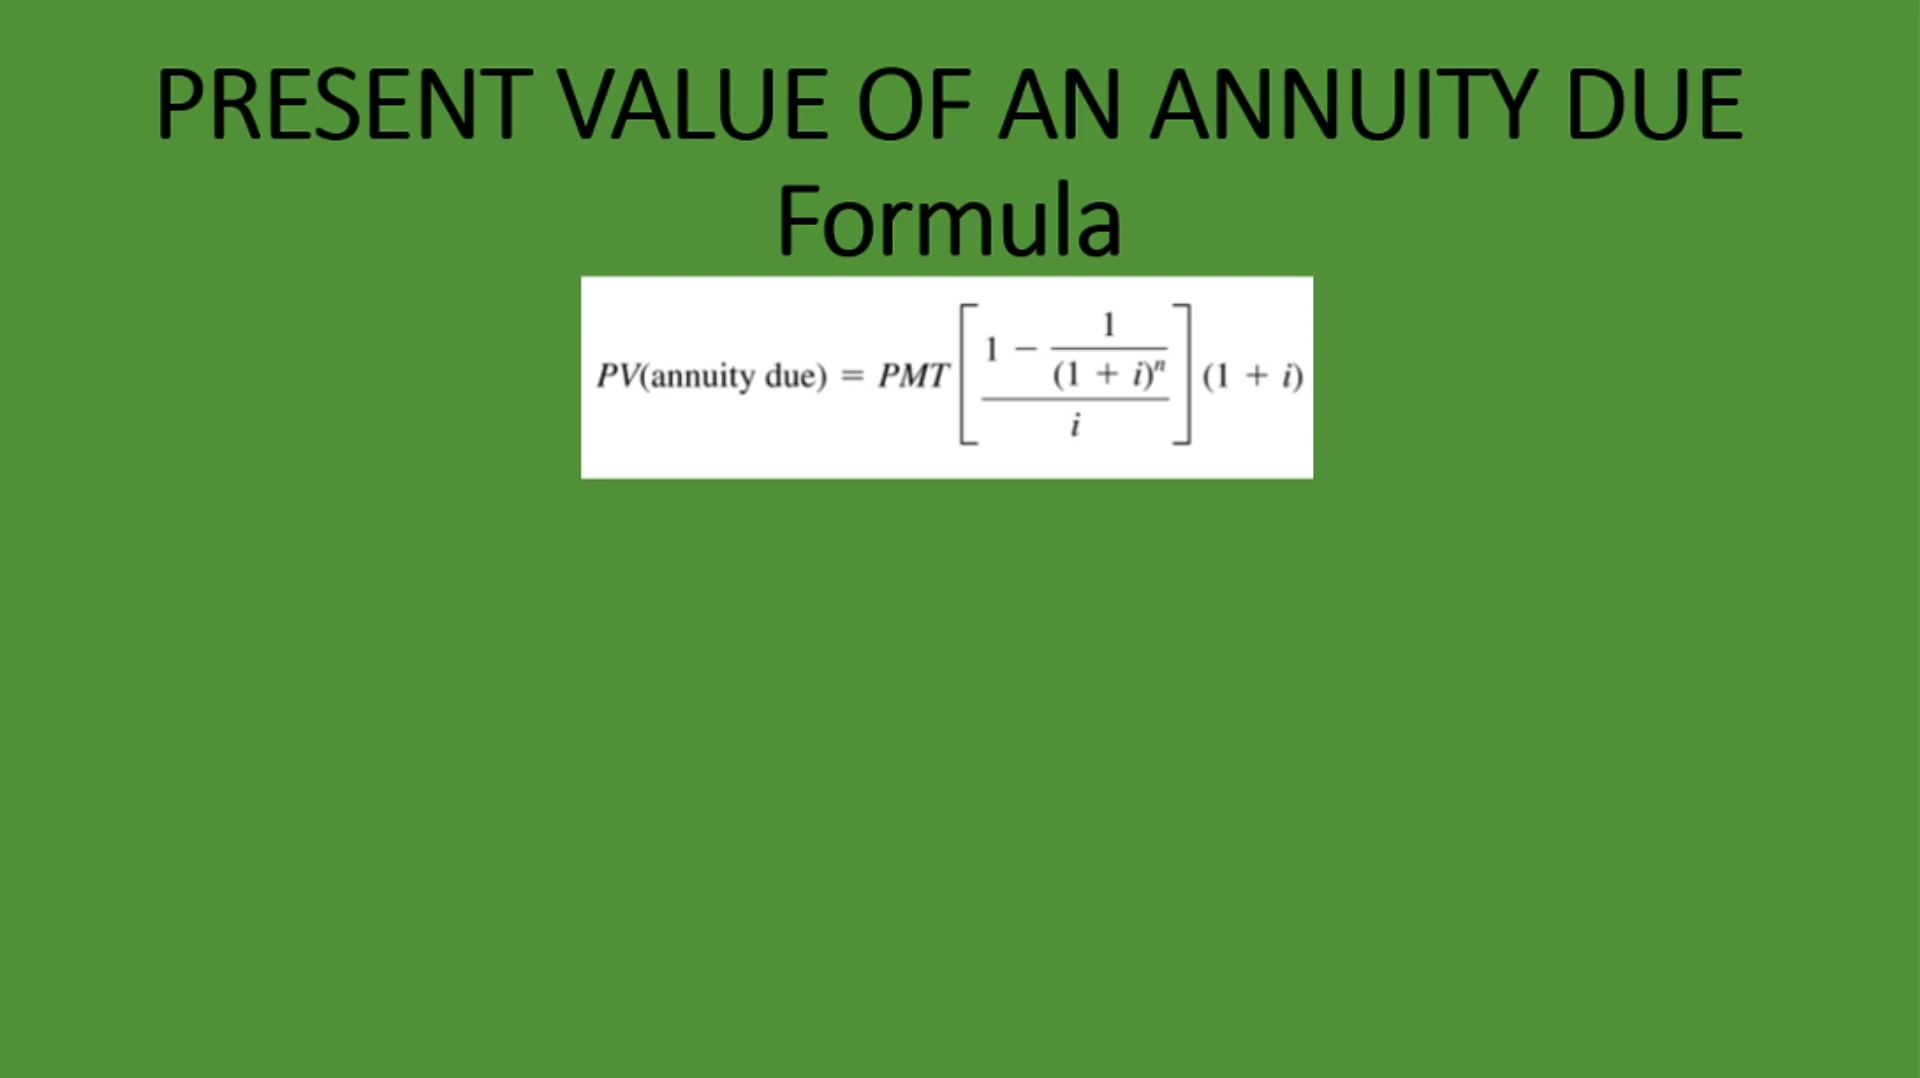 PRESENT VALUE OF AN ANNUITY DUE
Formula
PV(annuity due) = PMT [ (1 − 1/(1 + i)ⁿ) / i ] (1 + i)